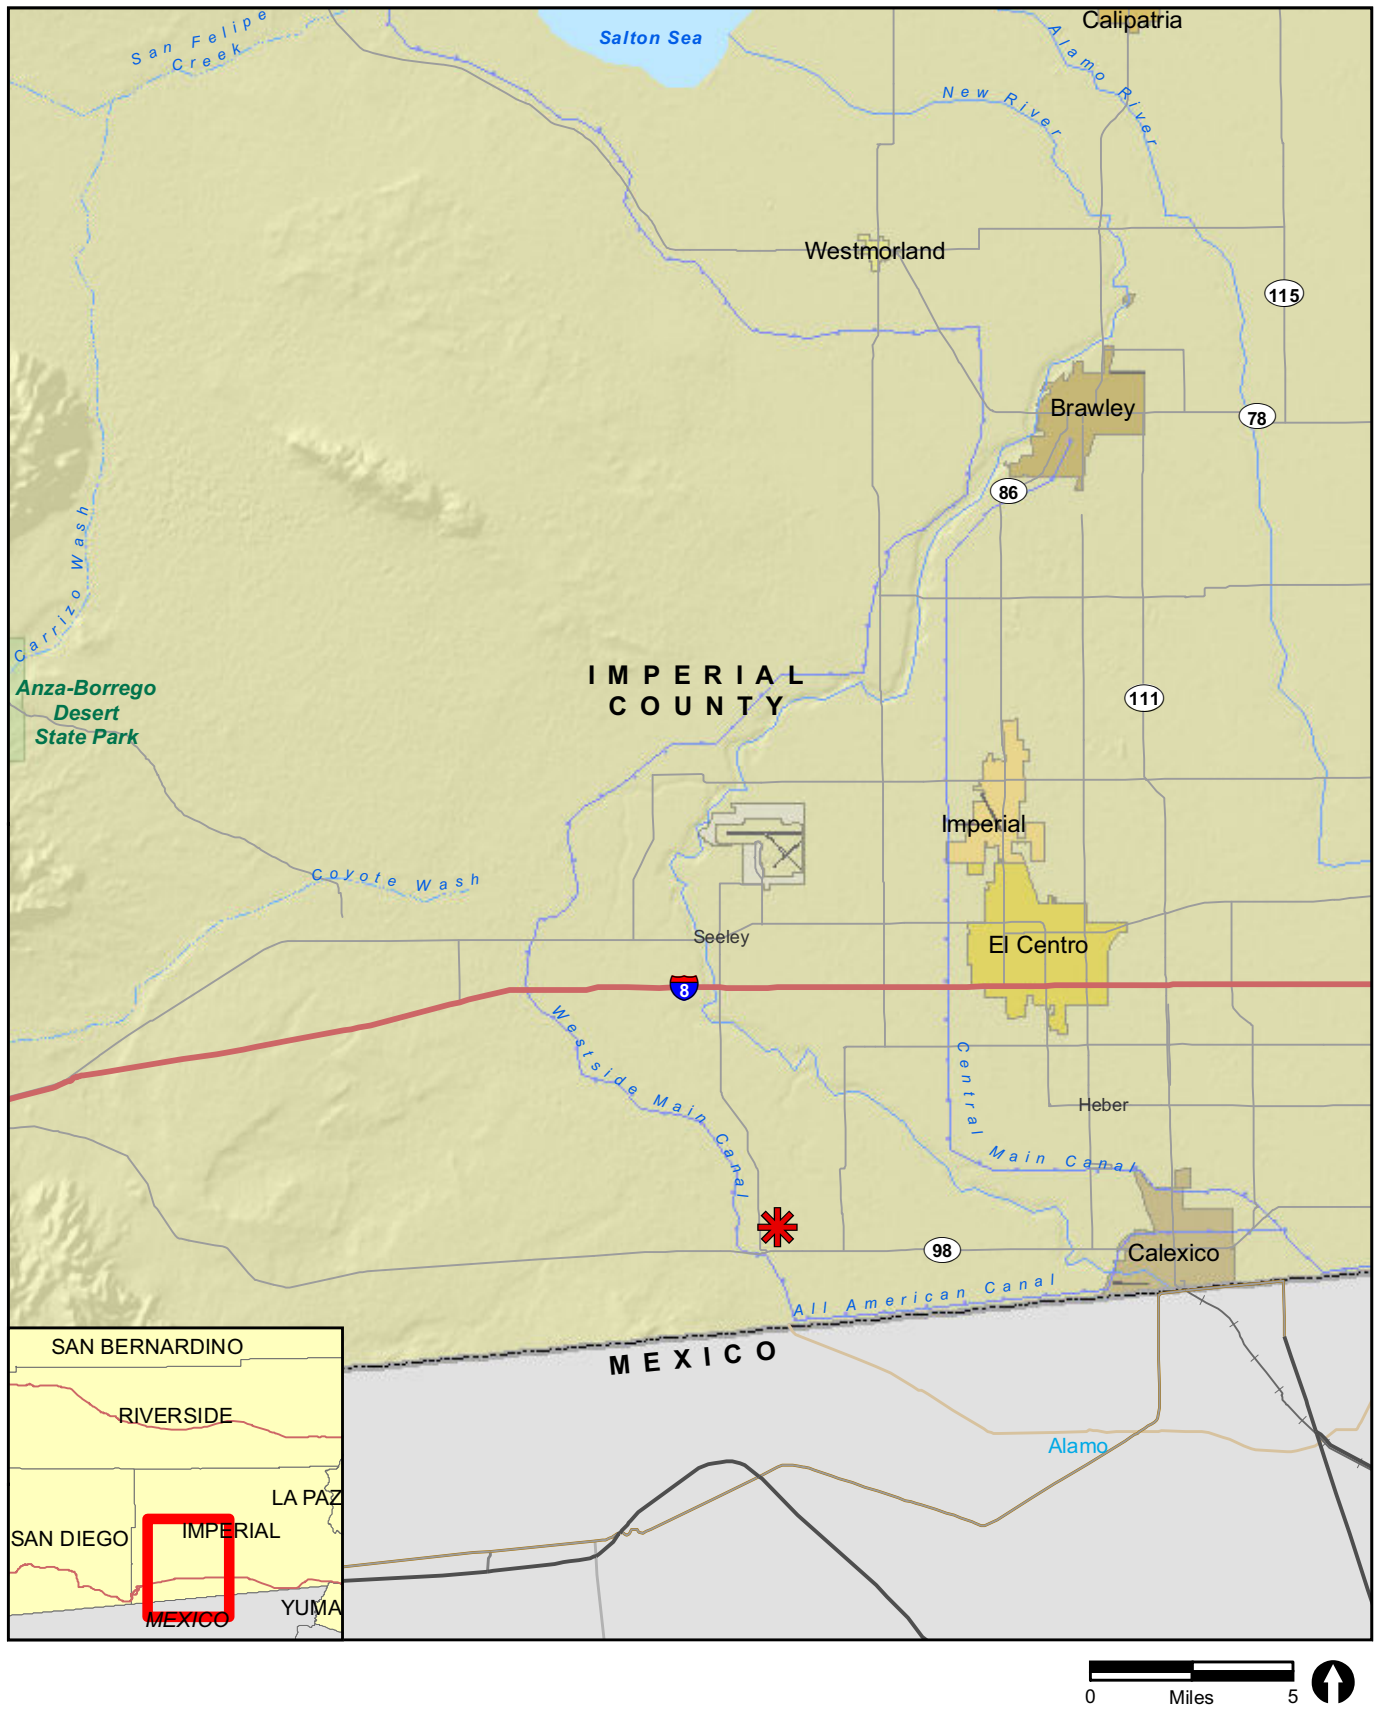 Calipatria
San Felipe
Creek
Salton Sea
Alamo River
New River
Westmorland
115
Brawley
78
86
Carrizo Wash
IMPERIAL
COUNTY
Anza-Borrego
Desert
State Park
111
Imperial
Coyote Wash
Seeley
El Centro
8
Westside Main Canal
Central Main Canal
Heber
98
Calexico
All American Canal
MEXICO
Alamo
SAN BERNARDINO
RIVERSIDE
LA PAZ
SAN DIEGO
IMPERIAL
YUMA
MEXICO
0 Miles 5